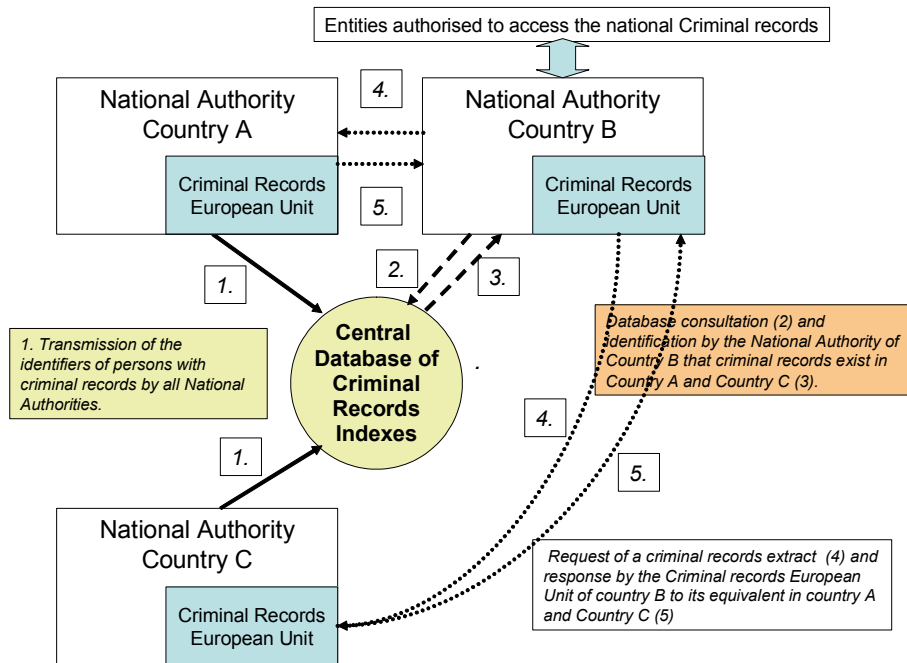 Entities authorised to access the national Criminal records
National Authority
Country A
Criminal Records
European Unit
4.
5.
National Authority
Country B
Criminal Records
European Unit
1.
2.
3.
1. Transmission of the
identifiers of persons with
criminal records by all National
Authorities.
Central
Database of
Criminal
Records
Indexes
.
Database consultation (2) and
identification by the National Authority of
Country B that criminal records exist in
Country A and Country C (3).
4.
1.
5.
National Authority
Country C
Criminal Records
European Unit
Request of a criminal records extract (4) and
response by the Criminal records European
Unit of country B to its equivalent in country A
and Country C (5)